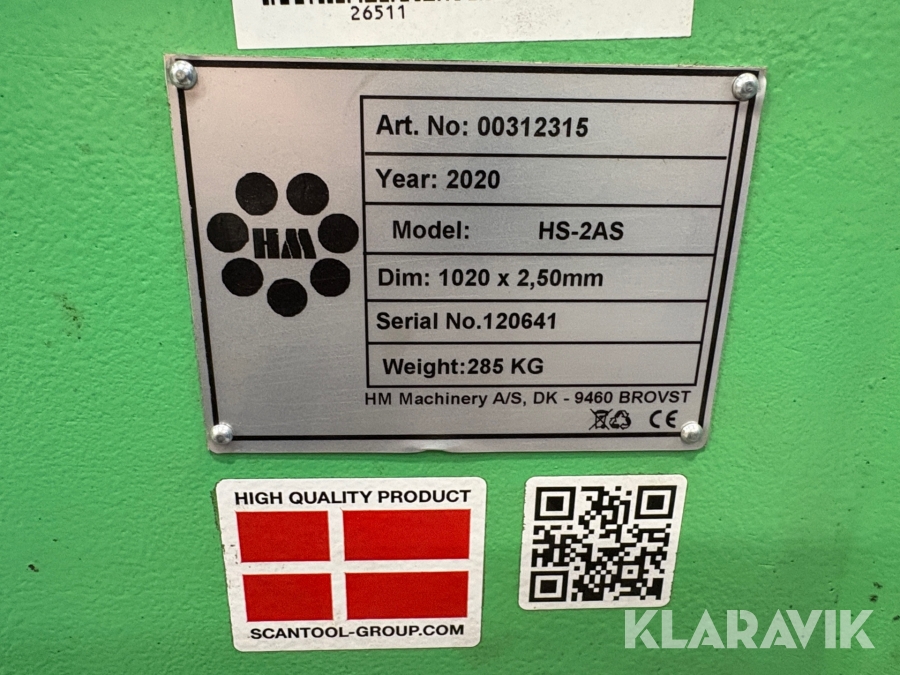 26511
Art. No: 00312315
Year: 2020
HM
Model: HS-2AS
Dim: 1020 x 2,50mm
Serial No.120641
Weight:285 KG
HM Machinery A/S, DK - 9460 BROVST
CE
HIGH QUALITY PRODUCT
SCANTOOL-GROUP.COM
KLARAVIK